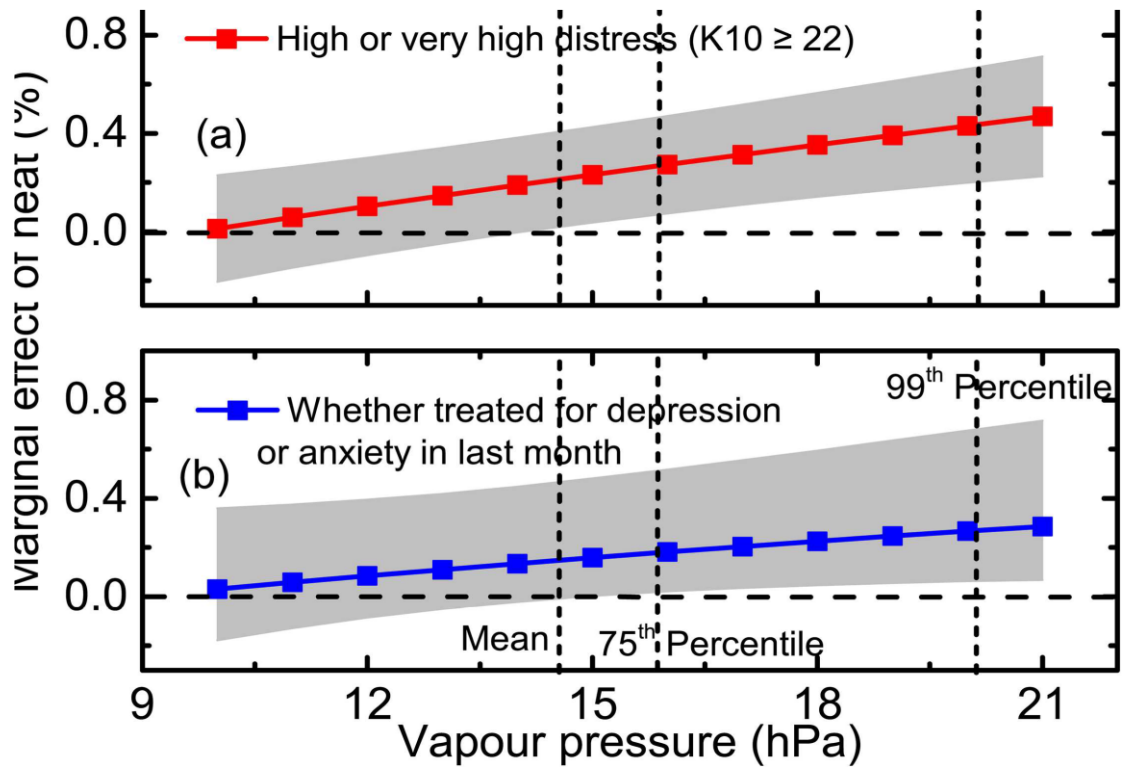 Marginal effect of heat (%)
0.8
0.4
0.0
High or very high distress (K10 ≥ 22)
(a)
0.8
0.4
0.0
Whether treated for depression
or anxiety in last month
(b)
99th Percentile
Mean
75th Percentile
9 12 15 18 21
Vapour pressure (hPa)